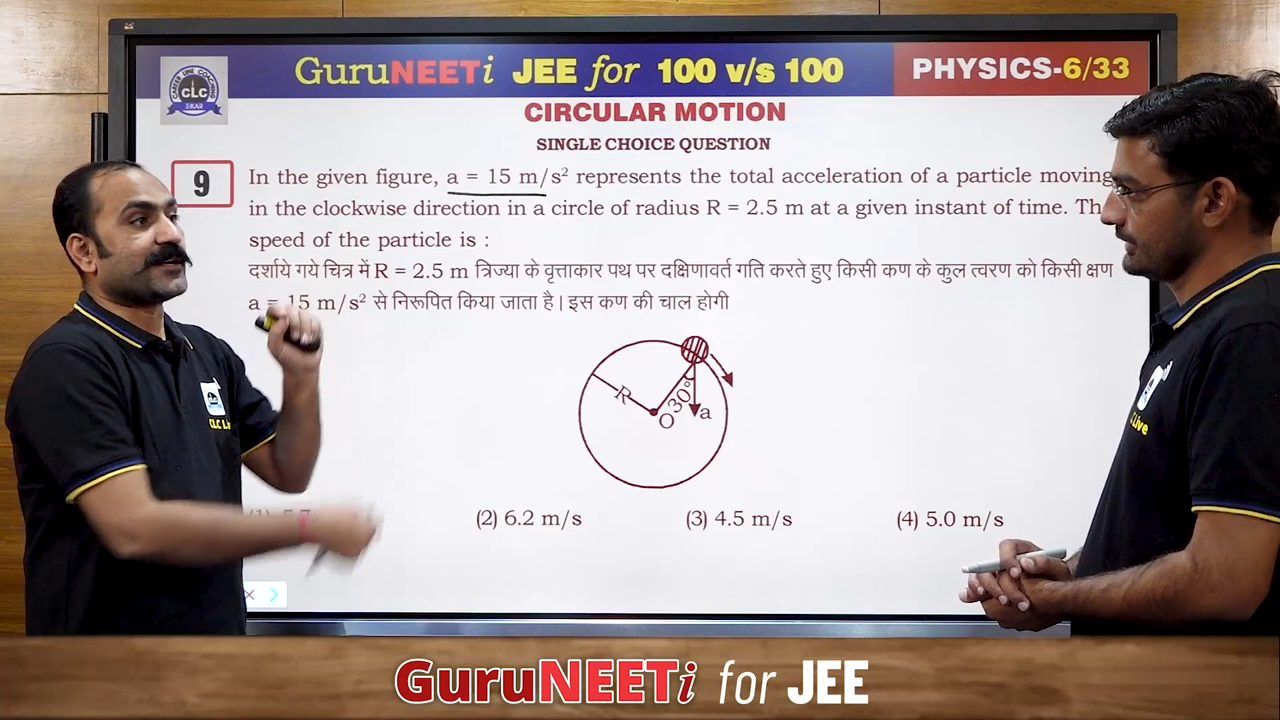 GuruNEETi JEE for 100 v/s 100
PHYSICS-6/33
CAREER LINE COACHING
CLC
SIKAR
CIRCULAR MOTION
SINGLE CHOICE QUESTION
9
In the given figure, a = 15 m/s² represents the total acceleration of a particle moving
in the clockwise direction in a circle of radius R = 2.5 m at a given instant of time.
speed of the particle is :
दर्शाये गये चित्र में R = 2.5 m त्रिज्या के वृत्ताकार पथ पर दक्षिणावर्त गति करते हुए किसी कण के कुल त्वरण को किसी क्षण
a = 15 m/s² से निरूपित किया जाता है। इस कण की चाल होगी
R
O
30°
a
(2) 6.2 m/s
(3) 4.5 m/s
(4) 5.0 m/s
CLC
GuruNEETi for JEE